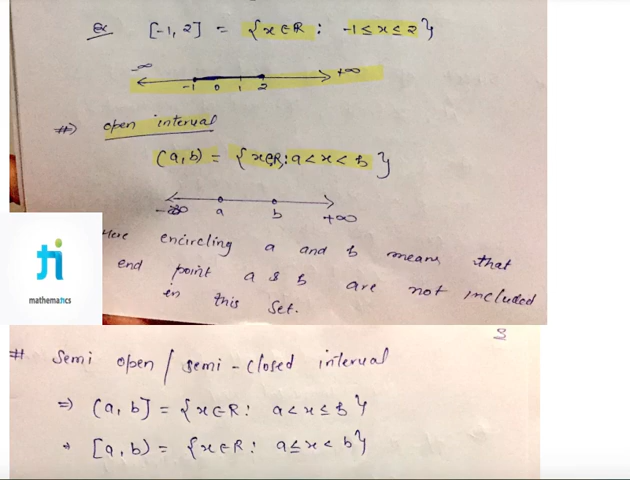 Ex [-1, 2] = {x∈R : -1≤x≤2}
-∞ +∞
-1 0 1 2
#⇒) open interval
(a, b) = {x∈R: a<x<b}
-∞ a b +∞
Here encircling a and b means that
end point a & b are not included
in this set.
mathematics
# Semi open / semi-closed interval
⇒ (a, b] = {x∈R: a<x≤b}
→ [a, b) = {x∈R: a≤x<b}